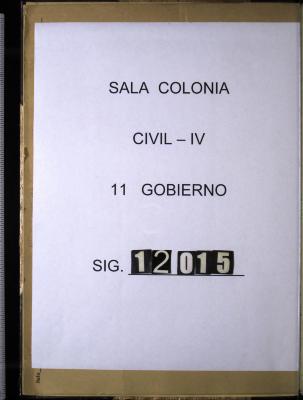 SALA COLONIA
CIVIL – IV
11 GOBIERNO
SIG. 12015